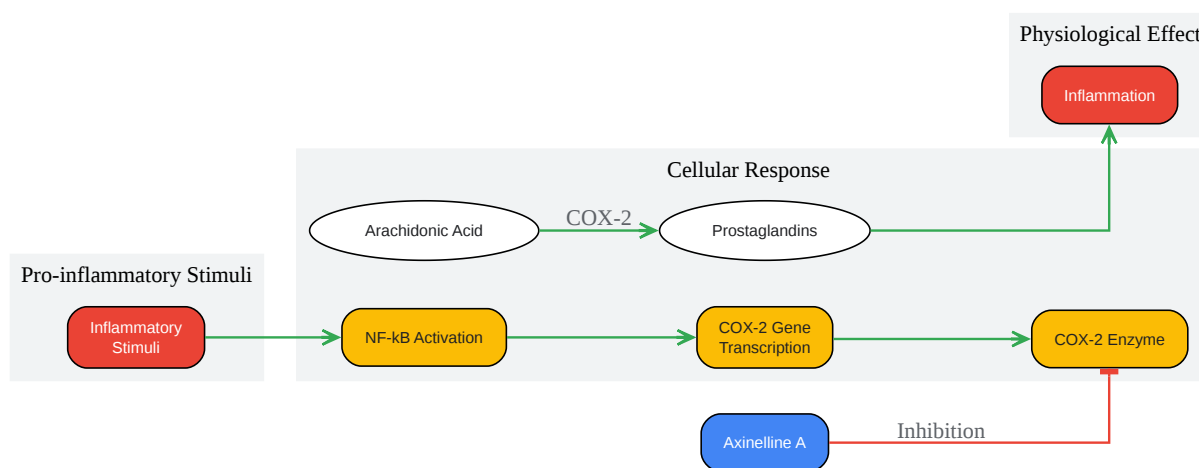 Physiological Effect
Inflammation
Cellular Response
Arachidonic Acid
COX-2
Prostaglandins
Pro-inflammatory Stimuli
Inflammatory
Stimuli
NF-kB Activation
COX-2 Gene
Transcription
COX-2 Enzyme
Axinelline A
Inhibition